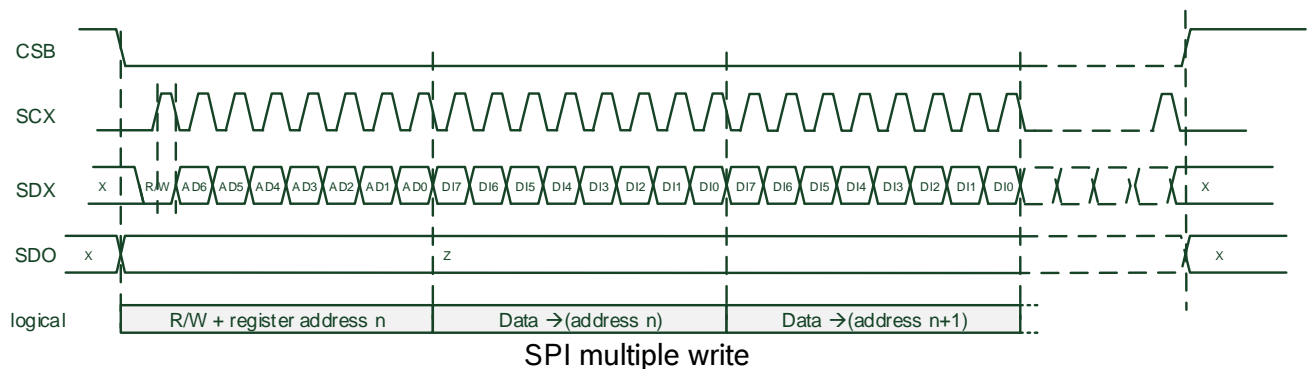 CSB
SCX
SDX X R/W AD6 AD5 AD4 AD3 AD2 AD1 AD0 DI7 DI6 DI5 DI4 DI3 DI2 DI1 DI0 DI7 DI6 DI5 DI4 DI3 DI2 DI1 DI0 X
SDO X Z X
logical R/W + register address n Data →(address n) Data →(address n+1)
SPI multiple write